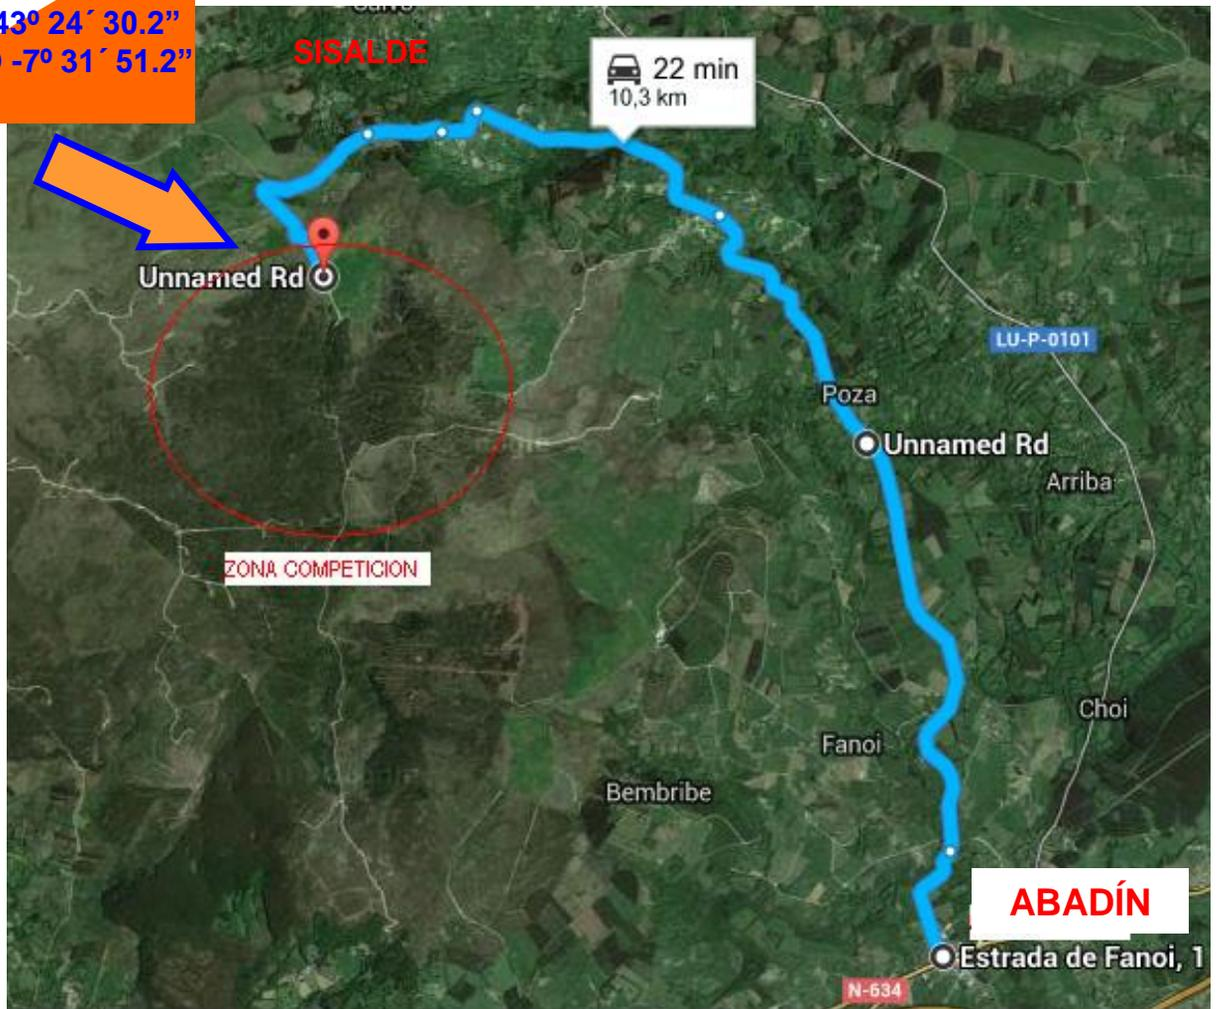 43º 24´ 30.2”
-7º 31´ 51.2”
SISALDE
22 min
10,3 km
Unnamed Rd
LU-P-0101
Poza
Unnamed Rd
Arriba
ZONA COMPETICION
Choi
Fanoi
Bembribe
ABADÍN
Estrada de Fanoi, 1
N-634